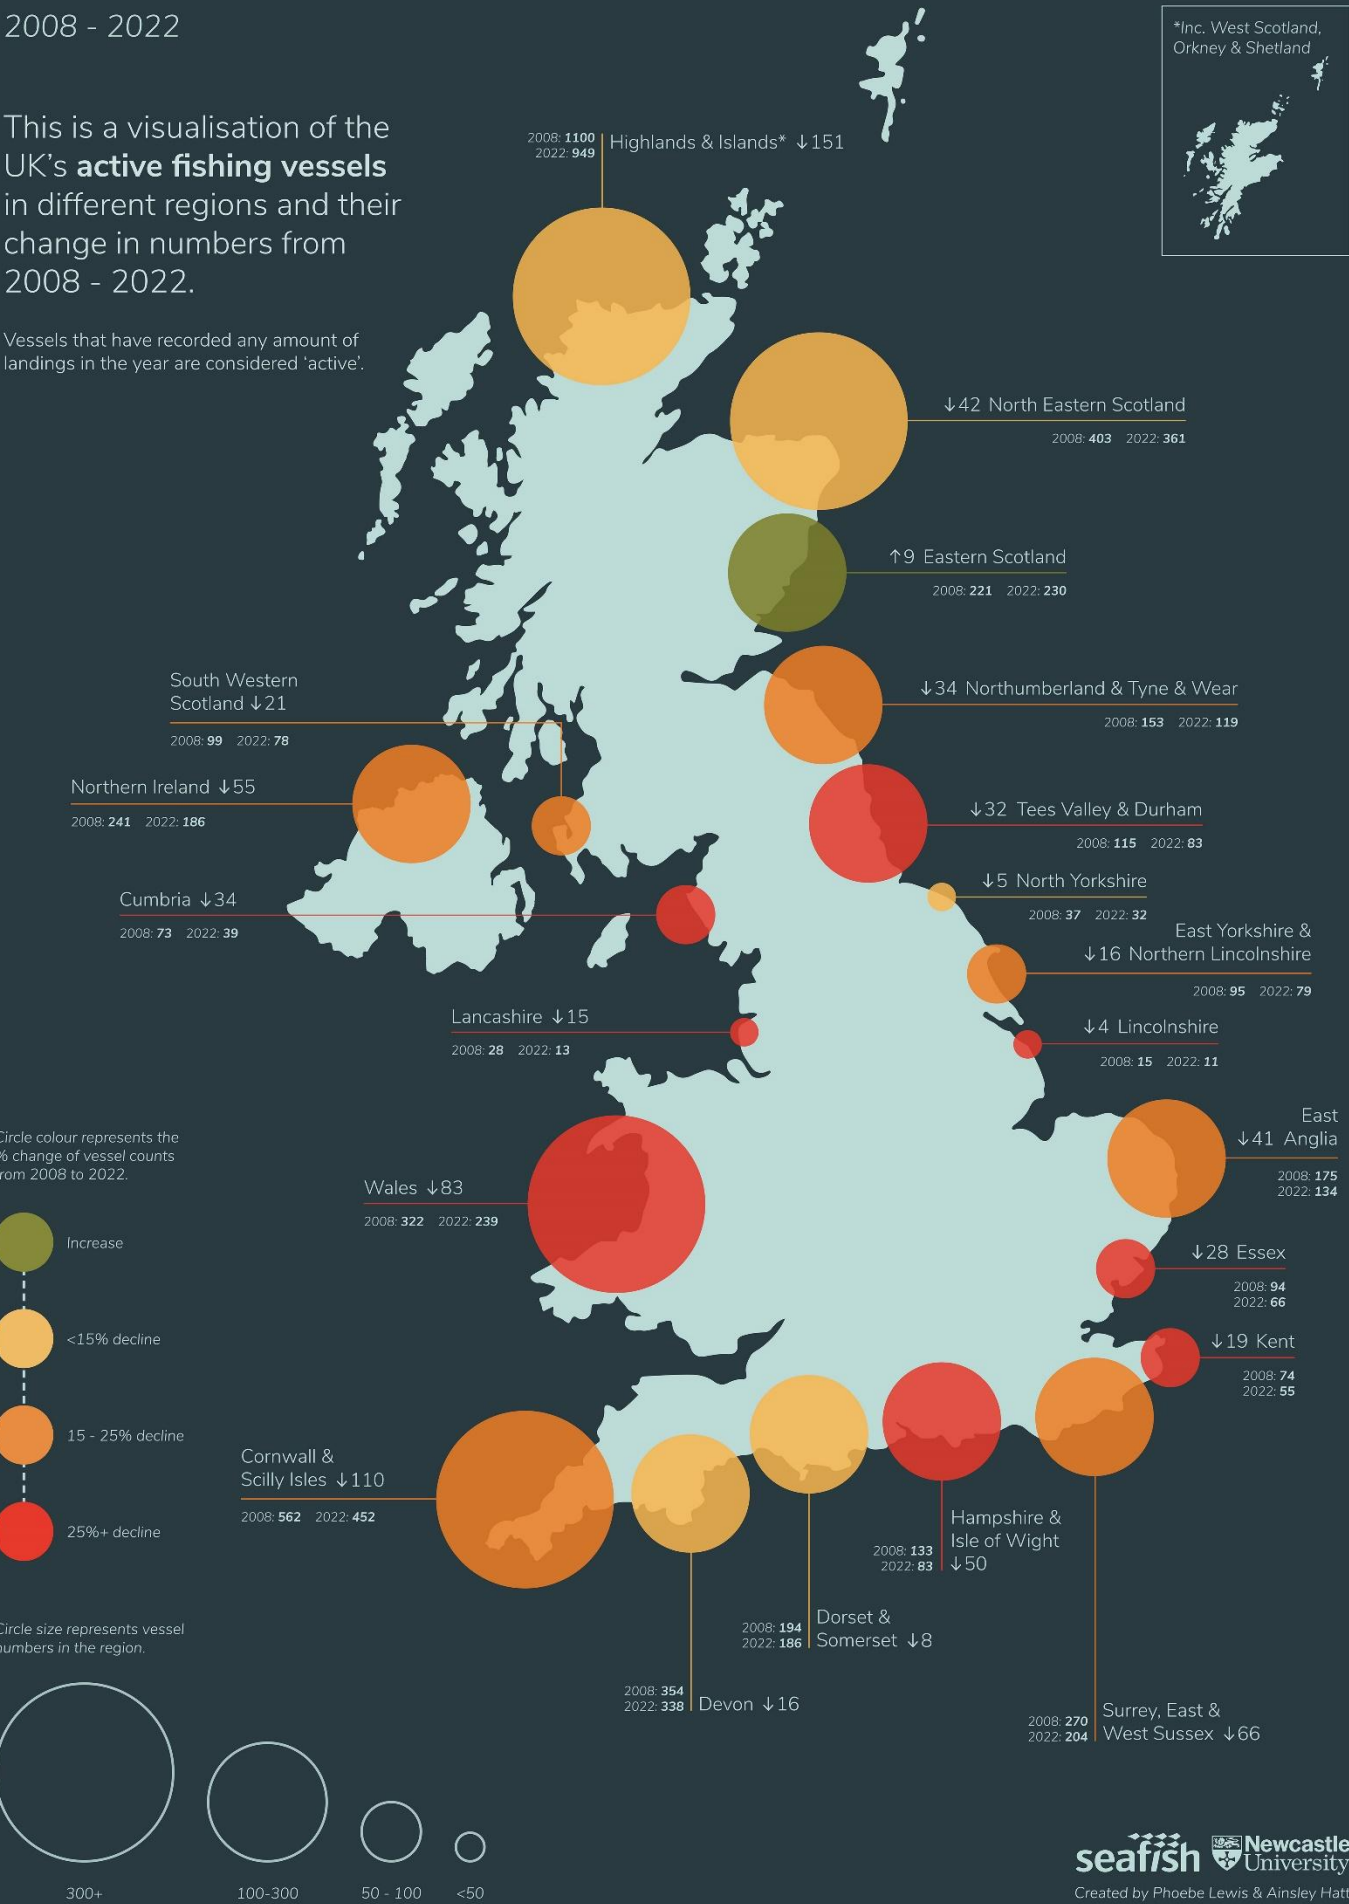 2008 - 2022
*Inc. West Scotland,
Orkney & Shetland
This is a visualisation of the
UK's active fishing vessels
in different regions and their
change in numbers from
2008 - 2022.
Vessels that have recorded any amount of
landings in the year are considered 'active'.
2008: 1100
2022: 949
Highlands & Islands* ↓151
↓42 North Eastern Scotland
2008: 403 2022: 361
↑9 Eastern Scotland
2008: 221 2022: 230
South Western
Scotland ↓21
2008: 99 2022: 78
↓34 Northumberland & Tyne & Wear
2008: 153 2022: 119
Northern Ireland ↓55
2008: 241 2022: 186
↓32 Tees Valley & Durham
2008: 115 2022: 83
Cumbria ↓34
2008: 73 2022: 39
↓5 North Yorkshire
2008: 37 2022: 32
East Yorkshire &
↓16 Northern Lincolnshire
2008: 95 2022: 79
Lancashire ↓15
2008: 28 2022: 13
↓4 Lincolnshire
2008: 15 2022: 11
East
↓41 Anglia
2008: 175
2022: 134
Wales ↓83
2008: 322 2022: 239
↓28 Essex
2008: 94
2022: 66
↓19 Kent
2008: 74
2022: 55
Circle colour represents the
% change of vessel counts
from 2008 to 2022.
Increase
<15% decline
15 - 25% decline
25%+ decline
Cornwall &
Scilly Isles ↓110
2008: 562 2022: 452
Hampshire &
Isle of Wight
↓50
2008: 133
2022: 83
2008: 194
2022: 186
Dorset &
Somerset ↓8
2008: 354
2022: 338
Devon ↓16
2008: 270
2022: 204
Surrey, East &
West Sussex ↓66
Circle size represents vessel
numbers in the region.
300+
100-300
50 - 100
<50
seafish
Newcastle
University
Created by Phoebe Lewis & Ainsley Hatt